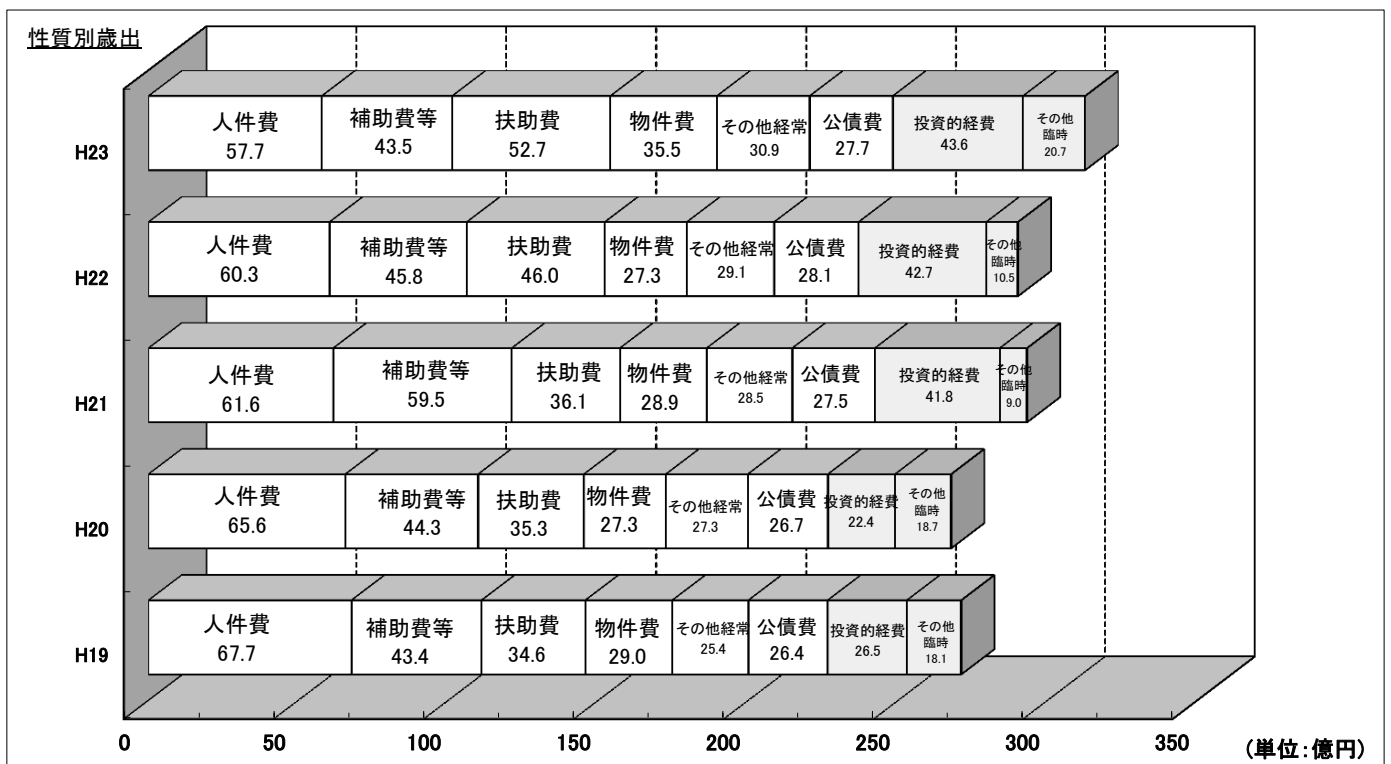 性質別歳出
H23
人件費
57.7
補助費等
43.5
扶助費
52.7
物件費
35.5
その他経常
30.9
公債費
27.7
投資的経費
43.6
その他
臨時
20.7
H22
人件費
60.3
補助費等
45.8
扶助費
46.0
物件費
27.3
その他経常
29.1
公債費
28.1
投資的経費
42.7
その他
臨時
10.5
H21
人件費
61.6
補助費等
59.5
扶助費
36.1
物件費
28.9
その他経常
28.5
公債費
27.5
投資的経費
41.8
その他
臨時
9.0
H20
人件費
65.6
補助費等
44.3
扶助費
35.3
物件費
27.3
その他経常
27.3
公債費
26.7
投資的経費
22.4
その他
臨時
18.7
H19
人件費
67.7
補助費等
43.4
扶助費
34.6
物件費
29.0
その他経常
25.4
公債費
26.4
投資的経費
26.5
その他
臨時
18.1
0 50 100 150 200 250 300 350 (単位:億円)